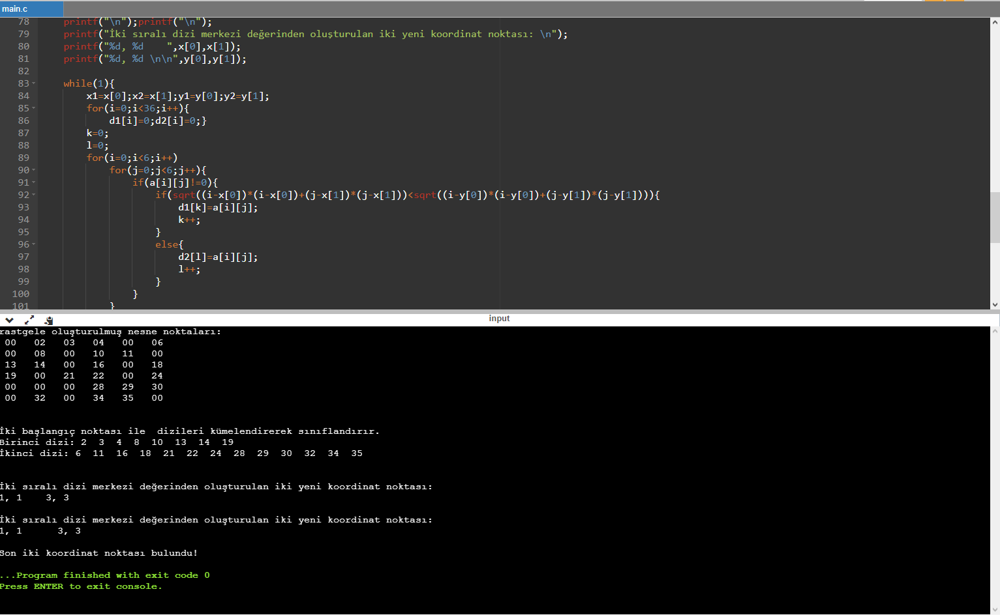 main.c
78 printf("\n");printf("\n");
79 printf("İki sıralı dizi merkezi değerinden oluşturulan iki yeni koordinat noktası: \n");
80 printf("%d, %d    ",x[0],x[1]);
81 printf("%d, %d \n\n",y[0],y[1]);
82
83 while(1){
84 x1=x[0];x2=x[1];y1=y[0];y2=y[1];
85 for(i=0;i<36;i++){
86 d1[i]=0;d2[i]=0;}
87 k=0;
88 l=0;
89 for(i=0;i<6;i++)
90 for(j=0;j<6;j++){
91 if(a[i][j]!=0){
92 if(sqrt((i-x[0])*(i-x[0])+(j-x[1])*(j-x[1]))<sqrt((i-y[0])*(i-y[0])+(j-y[1])*(j-y[1]))){
93 d1[k]=a[i][j];
94 k++;
95 }
96 else{
97 d2[l]=a[i][j];
98 l++;
99 }
100 }
101 }
input
rastgele oluşturulmuş nesne noktaları:
00 02 03 04 00 06
00 08 00 10 11 00
13 14 00 16 00 18
19 00 21 22 00 24
00 00 00 28 29 30
00 32 00 34 35 00
İki başlangıç noktası ile  dizileri kümelendirerek sınıflandırır.
Birinci dizi: 2 3 4 8 10 13 14 19
İkinci dizi: 6 11 16 18 21 22 24 28 29 30 32 34 35
İki sıralı dizi merkezi değerinden oluşturulan iki yeni koordinat noktası:
1, 1    3, 3
İki sıralı dizi merkezi değerinden oluşturulan iki yeni koordinat noktası:
1, 1      3, 3
Son iki koordinat noktası bulundu!
...Program finished with exit code 0
Press ENTER to exit console.